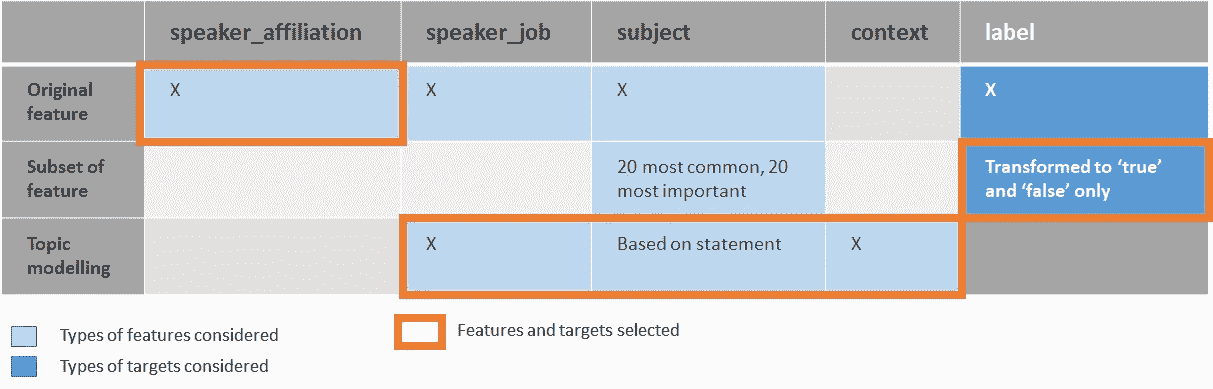 speaker_affiliation speaker_job subject context label
Original X X X X
feature
Subset of 20 most common, 20 Transformed to ‘true’
feature most important and ‘false’ only
Topic X Based on statement X
modelling
Types of features considered Features and targets selected
Types of targets considered